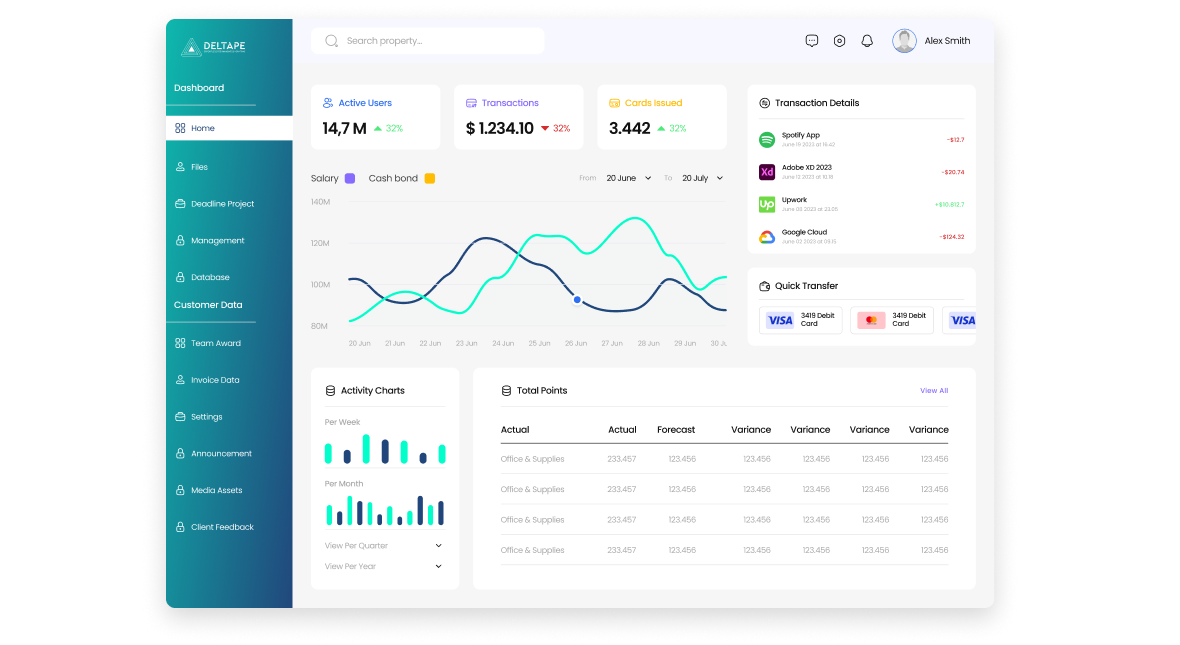 DELTAPE
Dashboard
Home
Files
Deadline Project
Management
Database
Customer Data
Team Award
Invoice Data
Settings
Announcement
Media Assets
Client Feedback
Search property...
Alex Smith
Active Users
14,7 M 32%
Transactions
$ 1.234.10 32%
Cards Issued
3.442 32%
Salary Cash bond From 20 June To 20 July
140M
120M
100M
80M
20 Jun 21 Jun 22 Jun 23 Jun 24 Jun 25 Jun 26 Jun 27 Jun 28 Jun 29 Jun 30 Ju
Transaction Details
Spotify App
June 19 2023 at 16.42
-$12.7
Xd
Adobe XD 2023
June 12 2023 at 10.18
-$20.74
Up
Upwork
June 08 2023 at 23.05
+$10,612.7
Google Cloud
June 02 2023 at 09.15
-$124.32
Quick Transfer
VISA 3419 Debit
Card
3419 Debit
Card
VISA
Activity Charts
Per Week
Per Month
View Per Quarter
View Per Year
Total Points View All
Actual Actual Forecast Variance Variance Variance Variance
Office & Supplies 233.457 123.456 123.456 123.456 123.456 123.456
Office & Supplies 233.457 123.456 123.456 123.456 123.456 123.456
Office & Supplies 233.457 123.456 123.456 123.456 123.456 123.456
Office & Supplies 233.457 123.456 123.456 123.456 123.456 123.456